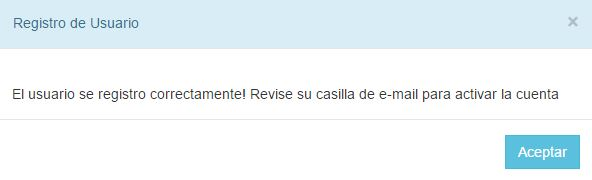 Registro de Usuario ×
El usuario se registro correctamente! Revise su casilla de e-mail para activar la cuenta
Aceptar